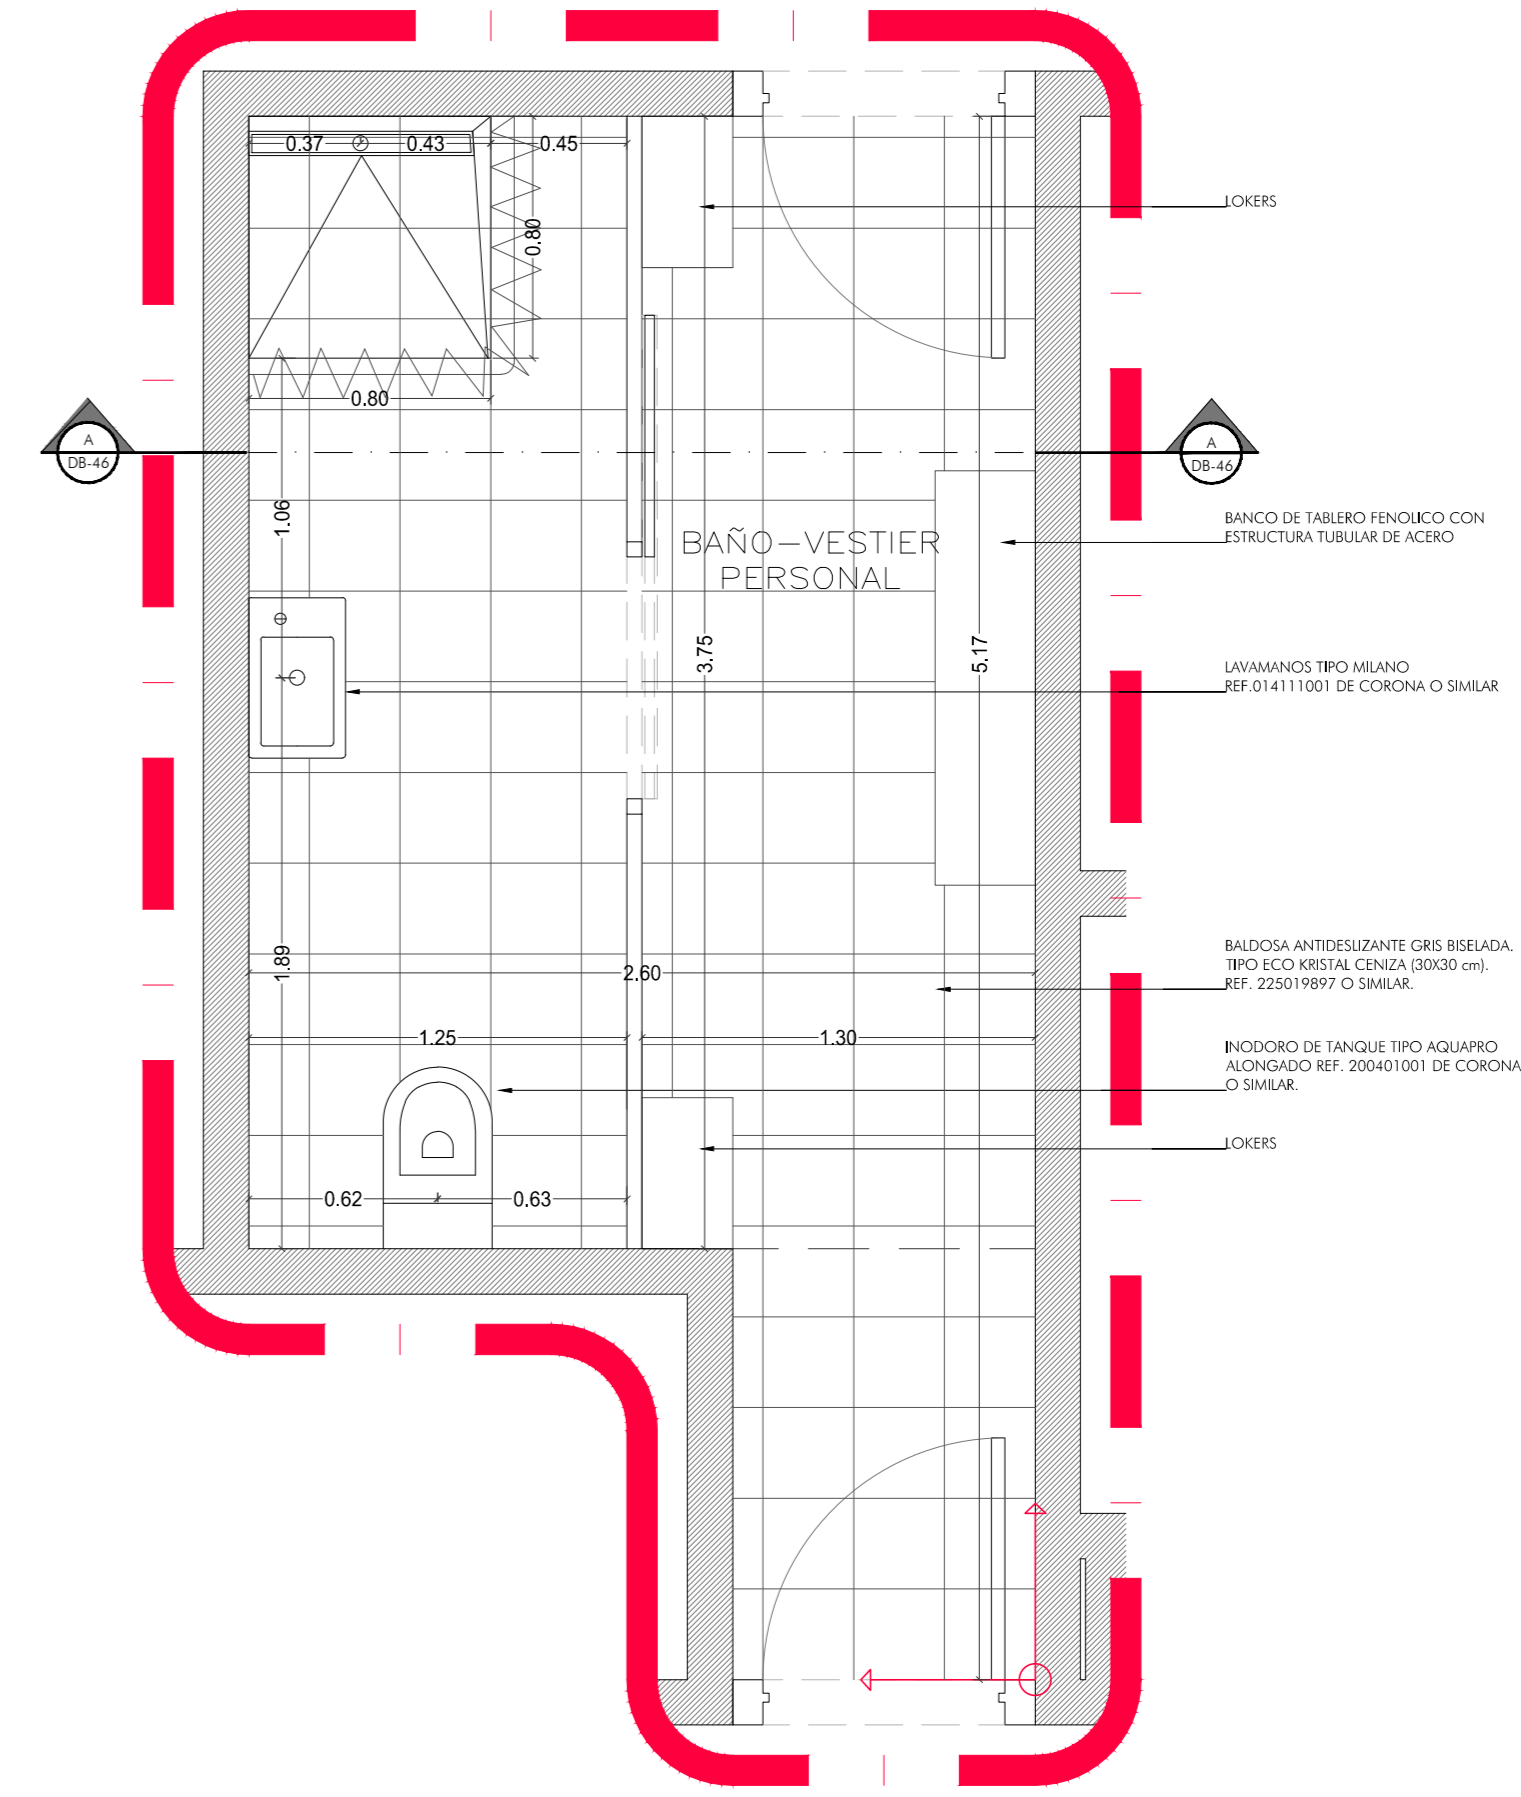 0.37
0.43
0.45
LOKERS
0.80
0.80
A
DB-46
A
DB-46
1.06
BANCO DE TABLERO FENOLICO CON
ESTRUCTURA TUBULAR DE ACERO
BAÑO-VESTIER
PERSONAL
3.75
5.17
LAVAMANOS TIPO MILANO
REF.014111001 DE CORONA O SIMILAR
1.89
2.60
BALDOSA ANTIDESLIZANTE GRIS BISELADA.
TIPO ECO KRISTAL CENIZA (30X30 cm).
REF. 225019897 O SIMILAR.
1.25
1.30
INODORO DE TANQUE TIPO AQUAPRO
ALONGADO REF. 200401001 DE CORONA
O SIMILAR.
LOKERS
0.62
0.63